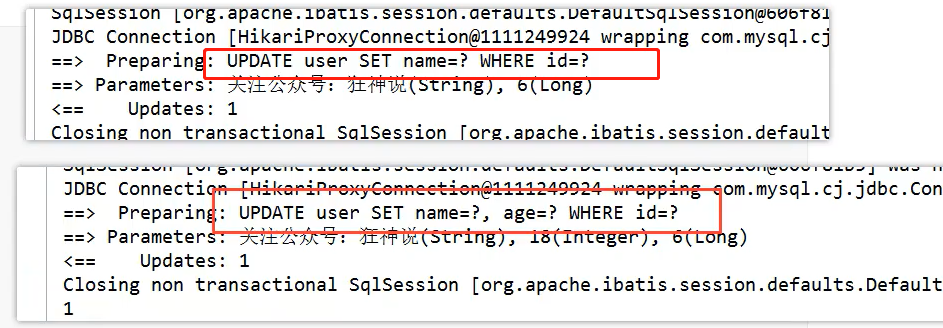 SqlSession [org.apache.ibatis.session.defaults.DefaultSqlSession@606f81
JDBC Connection [HikariProxyConnection@1111249924 wrapping com.mysql.cj
==>  Preparing: UPDATE user SET name=? WHERE id=?
==> Parameters: 关注公众号：狂神说(String), 6(Long)
<==    Updates: 1
Closing non transactional SqlSession [org.apache.ibatis.session.defau
SqlSession [org.apache.ibatis.session.defaults.DefaultSqlSession was
JDBC Connection [HikariProxyConnection@1111249924 wrapping com.mysql.cj.jdbc.Con
==>  Preparing: UPDATE user SET name=?, age=? WHERE id=?
==> Parameters: 关注公众号：狂神说(String), 18(Integer), 6(Long)
<==    Updates: 1
Closing non transactional SqlSession [org.apache.ibatis.session.defaults.Default
1